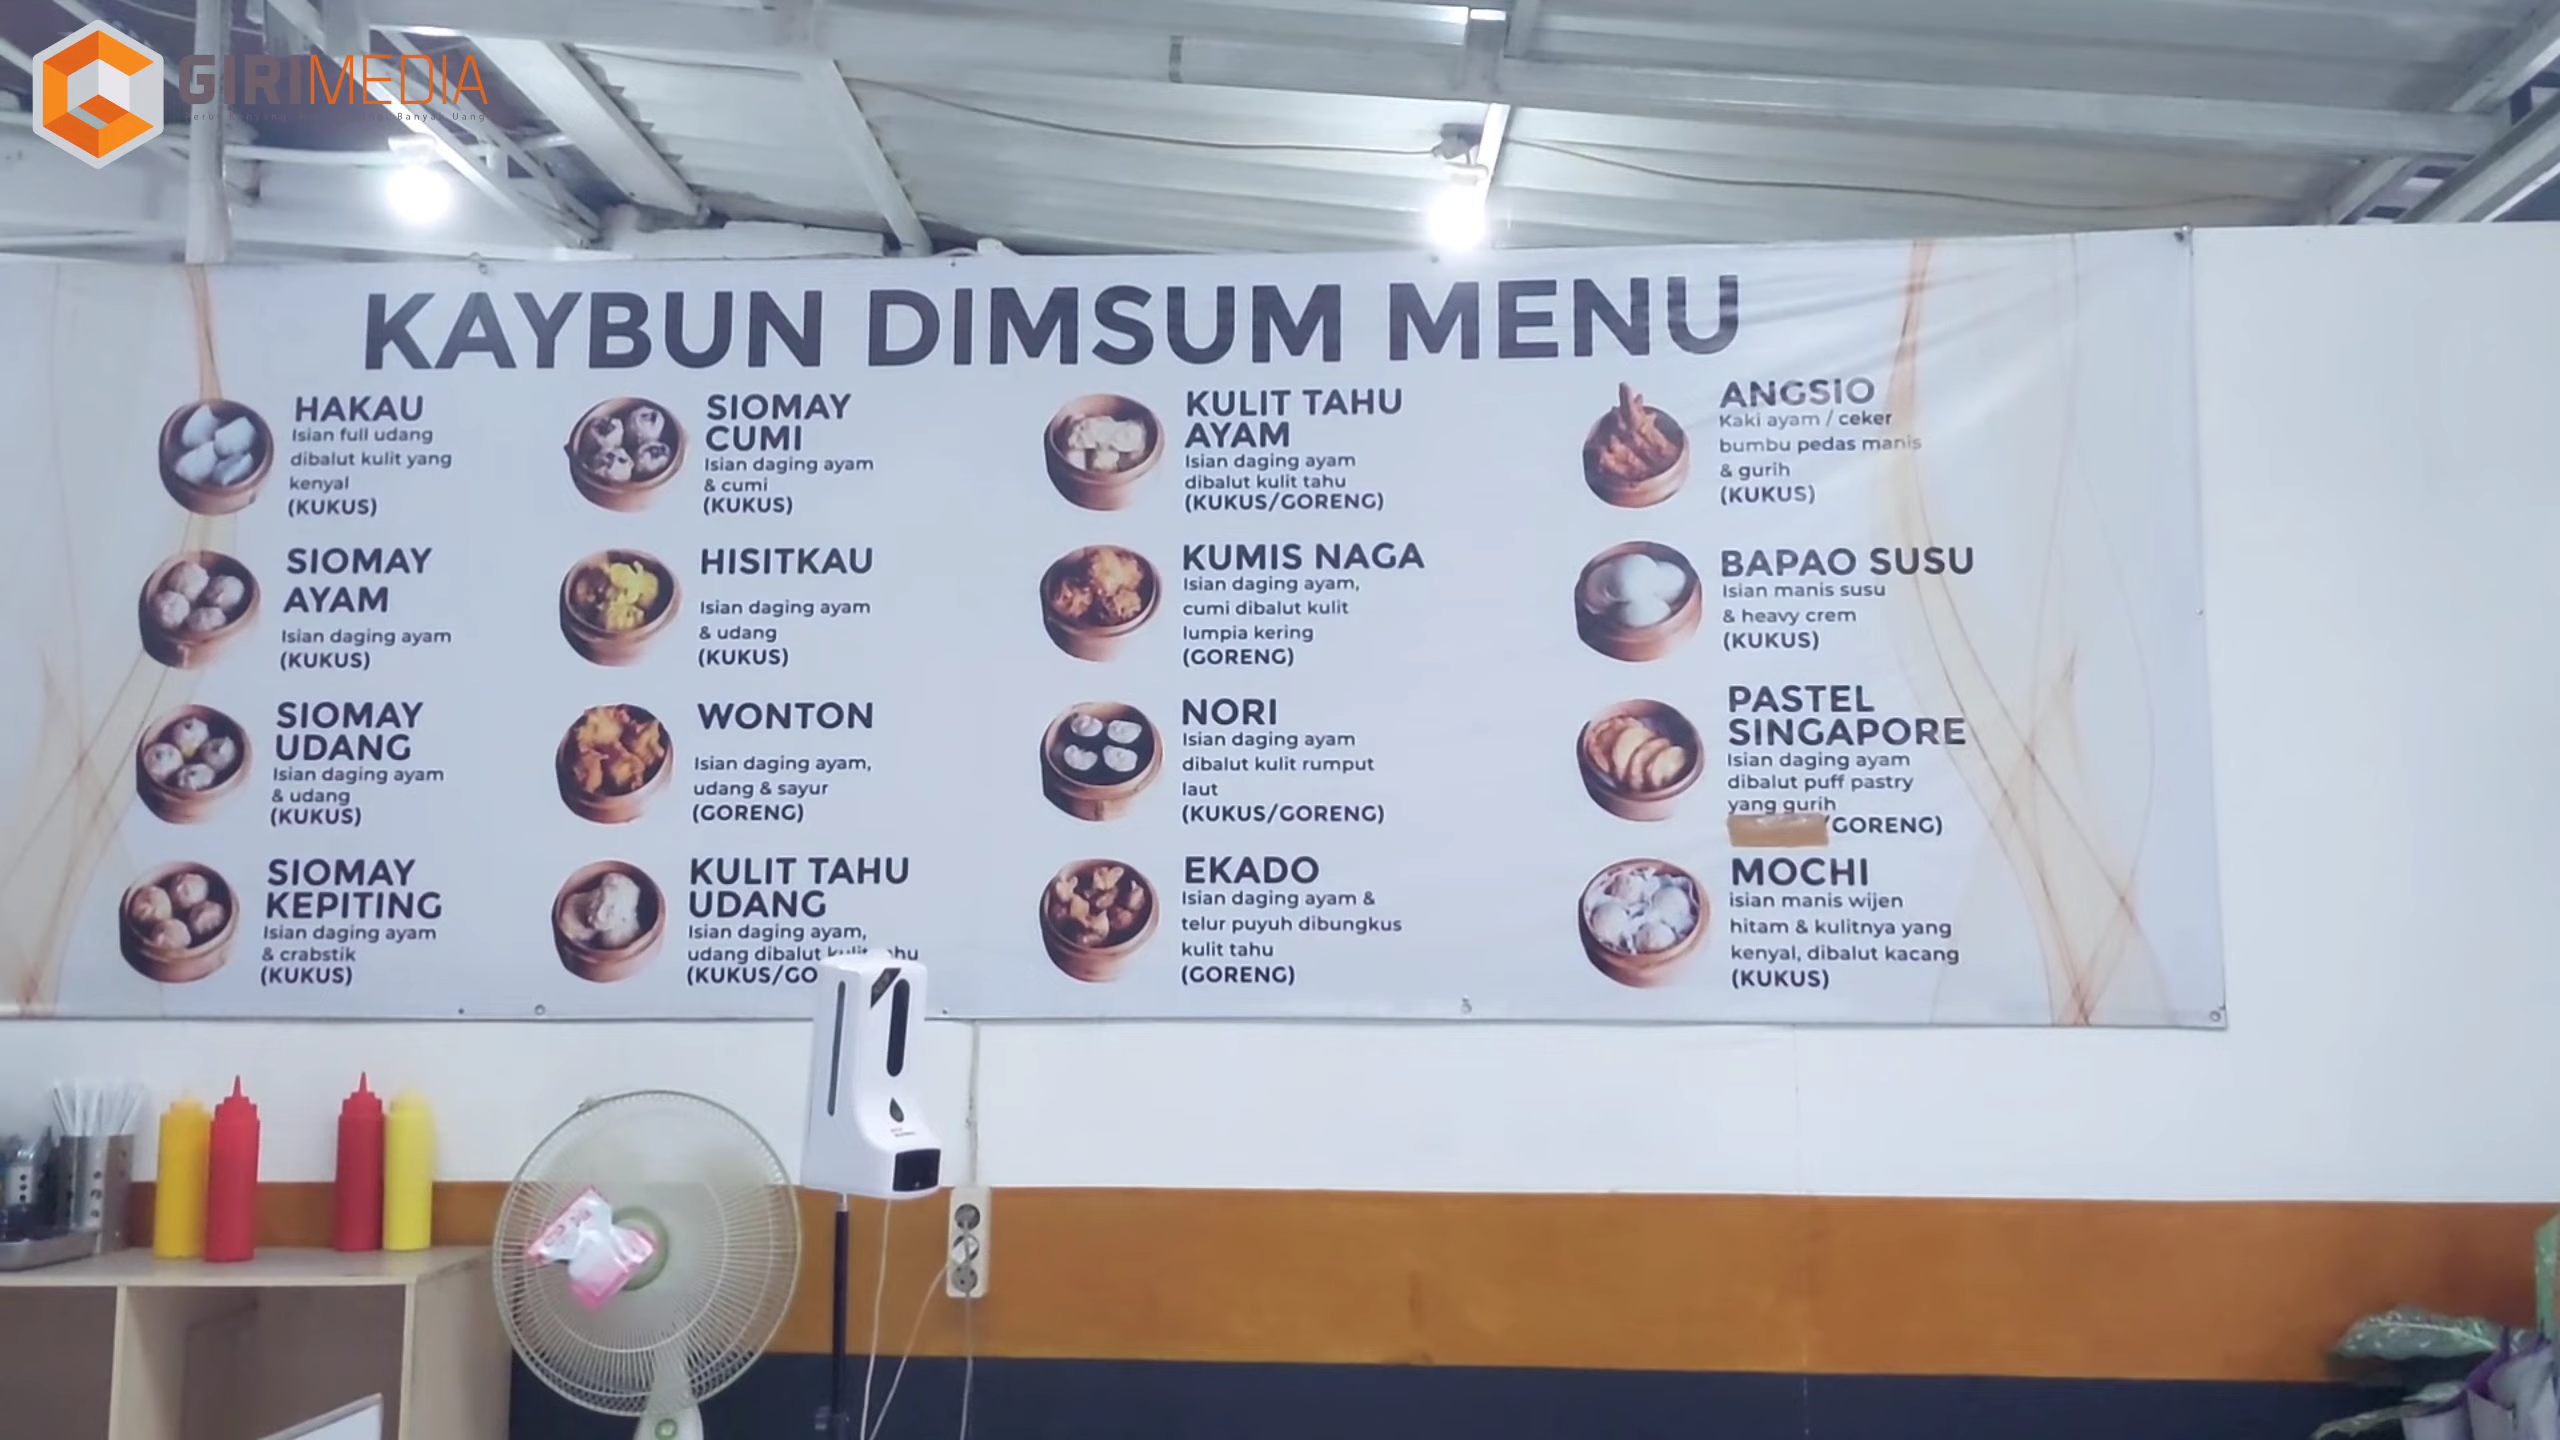 GIRIMEDIA
KAYBUN DIMSUM MENU
HAKAU
Isian full udang
dibalut kulit yang
kenyal
(KUKUS)
SIOMAY
AYAM
Isian daging ayam
(KUKUS)
SIOMAY
UDANG
Isian daging ayam
& udang
(KUKUS)
SIOMAY
KEPITING
Isian daging ayam
& crabstik
(KUKUS)
SIOMAY
CUMI
Isian daging ayam
& cumi
(KUKUS)
HISITKAU
Isian daging ayam
& udang
(KUKUS)
WONTON
Isian daging ayam,
udang & sayur
(GORENG)
KULIT TAHU
UDANG
Isian daging ayam,
udang dibalut kulit
(KUKUS/GO
KULIT TAHU
AYAM
Isian daging ayam
dibalut kulit tahu
(KUKUS/GORENG)
KUMIS NAGA
Isian daging ayam,
cumi dibalut kulit
lumpia kering
(GORENG)
NORI
Isian daging ayam
dibalut kulit rumput
laut
(KUKUS/GORENG)
EKADO
Isian daging ayam &
telur puyuh dibungkus
kulit tahu
(GORENG)
ANGSIO
Kaki ayam / ceker
bumbu pedas manis
& gurih
(KUKUS)
BAPAO SUSU
Isian manis susu
& heavy crem
(KUKUS)
PASTEL
SINGAPORE
Isian daging ayam
dibalut puff pastry
yang gurih
/GORENG)
MOCHI
isian manis wijen
hitam & kulitnya yang
kenyal, dibalut kacang
(KUKUS)